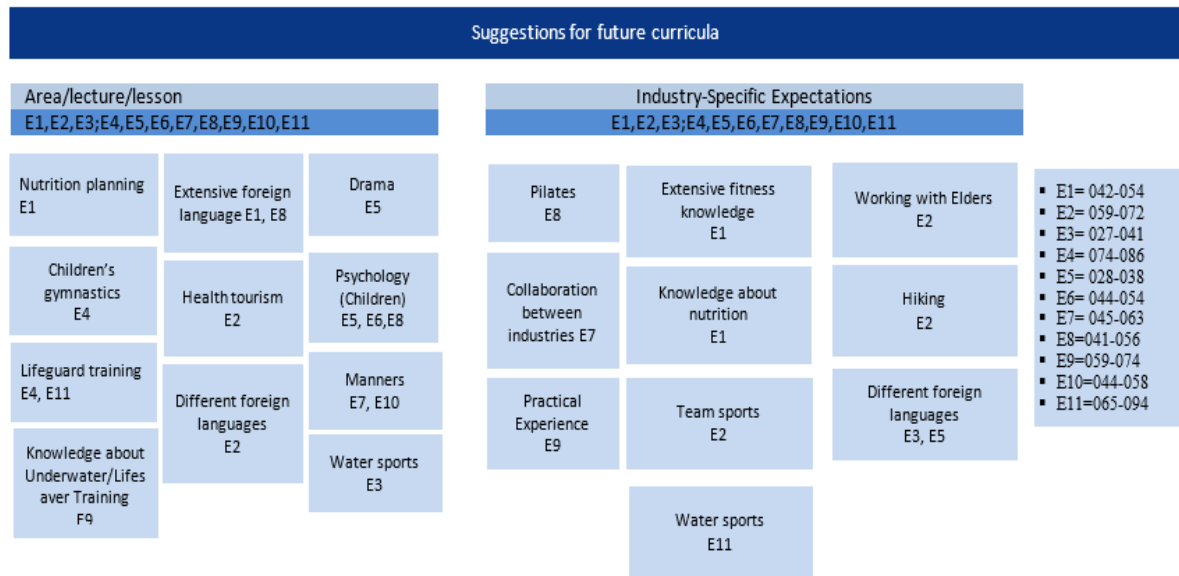 Suggestions for future curricula
Area/lecture/lesson
E1,E2,E3;E4,E5,E6,E7,E8,E9,E10,E11
Nutrition planning
E1
Children's
gymnastics
E4
Lifeguard training
E4, E11
Knowledge about
Underwater/Lifes
aver Training
E9
Extensive foreign
language E1, E8
Health tourism
E2
Different foreign
languages
E2
Drama
E5
Psychology
(Children)
E5, E6,E8
Manners
E7, E10
Water sports
E3
Industry-Specific Expectations
E1,E2,E3;E4,E5,E6,E7,E8,E9,E10,E11
Pilates
E8
Collaboration
between
industries E7
Practical
Experience
E9
Extensive fitness
knowledge
E1
Knowledge about
nutrition
E1
Team sports
E2
Water sports
E11
Working with Elders
E2
Hiking
E2
Different foreign
languages
E3, E5
▪ E1= 042-054
▪ E2= 059-072
▪ E3= 027-041
▪ E4= 074-086
▪ E5= 028-038
▪ E6= 044-054
▪ E7= 045-063
▪ E8=041-056
▪ E9=059-074
▪ E10=044-058
▪ E11=065-094